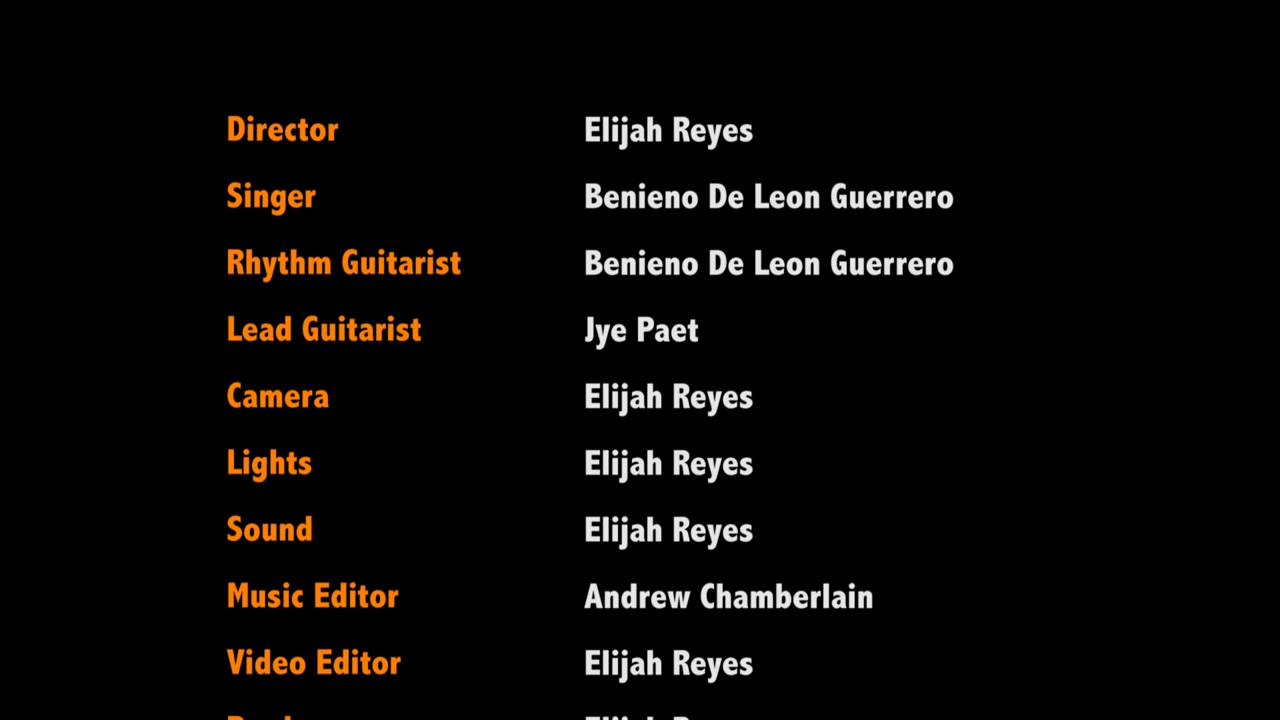 Director Elijah Reyes
Singer Benieno De Leon Guerrero
Rhythm Guitarist Benieno De Leon Guerrero
Lead Guitarist Jye Paet
Camera Elijah Reyes
Lights Elijah Reyes
Sound Elijah Reyes
Music Editor Andrew Chamberlain
Video Editor Elijah Reyes